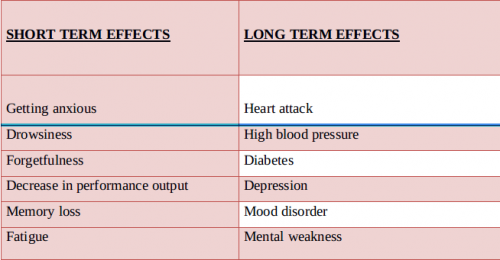 SHORT TERM EFFECTS LONG TERM EFFECTS
Getting anxious Heart attack
Drowsiness High blood pressure
Forgetfulness Diabetes
Decrease in performance output Depression
Memory loss Mood disorder
Fatigue Mental weakness